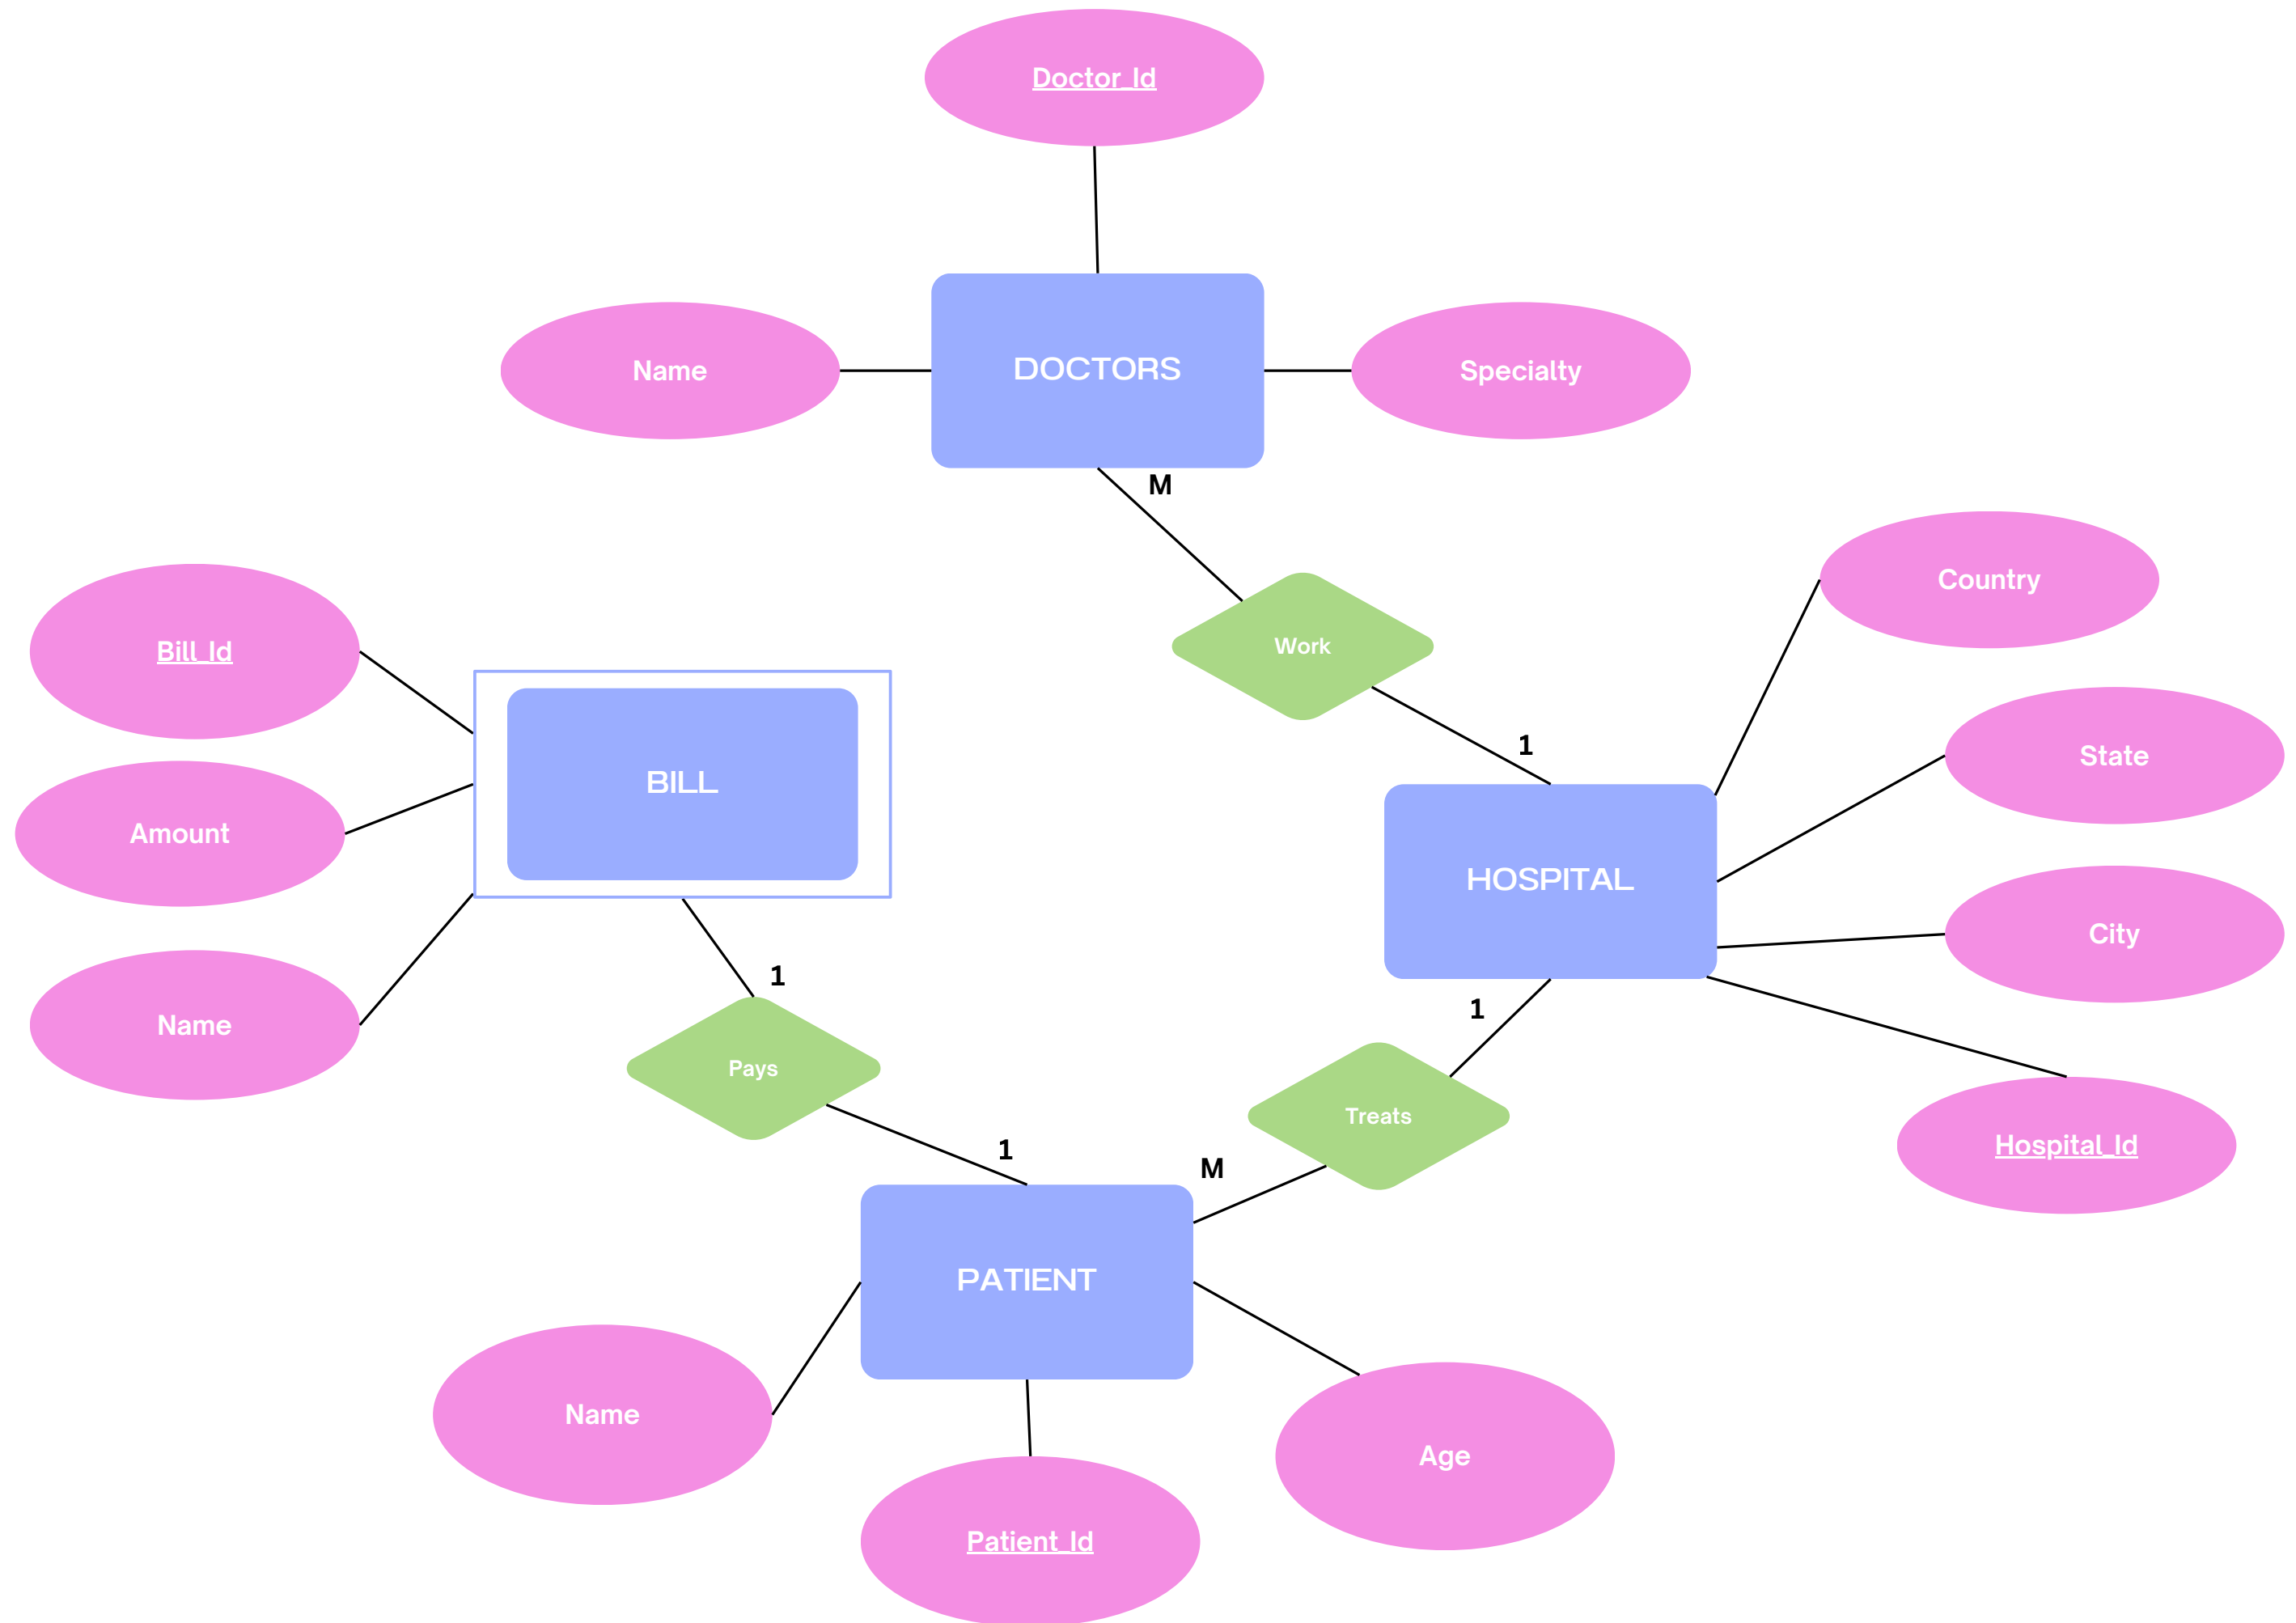 Doctor_Id
Name
DOCTORS
Specialty
M
Work
1
Country
State
City
HOSPITAL
Hospital_Id
Bill_Id
Amount
Name
BILL
1
Pays
1
1
Treats
M
PATIENT
Name
Patient_Id
Age